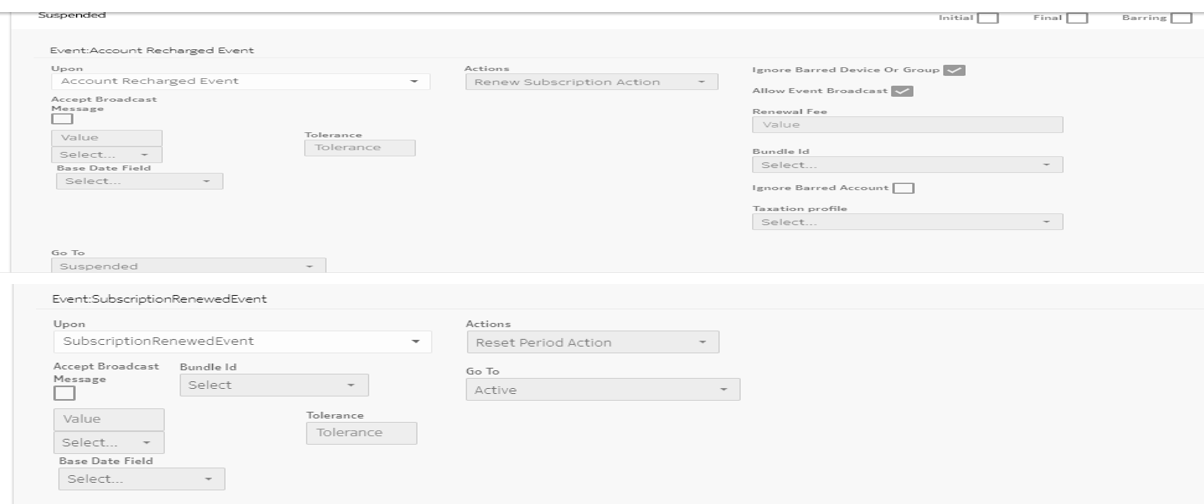 Suspended
Initial
Final
Barring
Event:Account Recharged Event
Upon
Account Recharged Event
Accept Broadcast
Message
Value
Select...
Base Date Field
Select...
Tolerance
Tolerance
Actions
Renew Subscription Action
Ignore Barred Device Or Group
Allow Event Broadcast
Renewal Fee
Value
Bundle Id
Select...
Ignore Barred Account
Taxation profile
Select...
Go To
Suspended
Event:SubscriptionRenewedEvent
Upon
SubscriptionRenewedEvent
Accept Broadcast
Message
Bundle Id
Select
Value
Select...
Base Date Field
Select...
Tolerance
Tolerance
Actions
Reset Period Action
Go To
Active